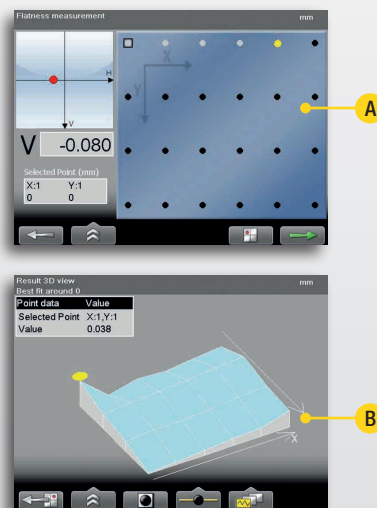 Flatness measurement mm
H
X
Y
V
V -0.080
A
Selected Point (mm)
X:1 Y:1
0 0
Result 3D view mm
Best fit around 0
Point data Value
Selected Point X:1,Y:1
Value 0.038
B
X